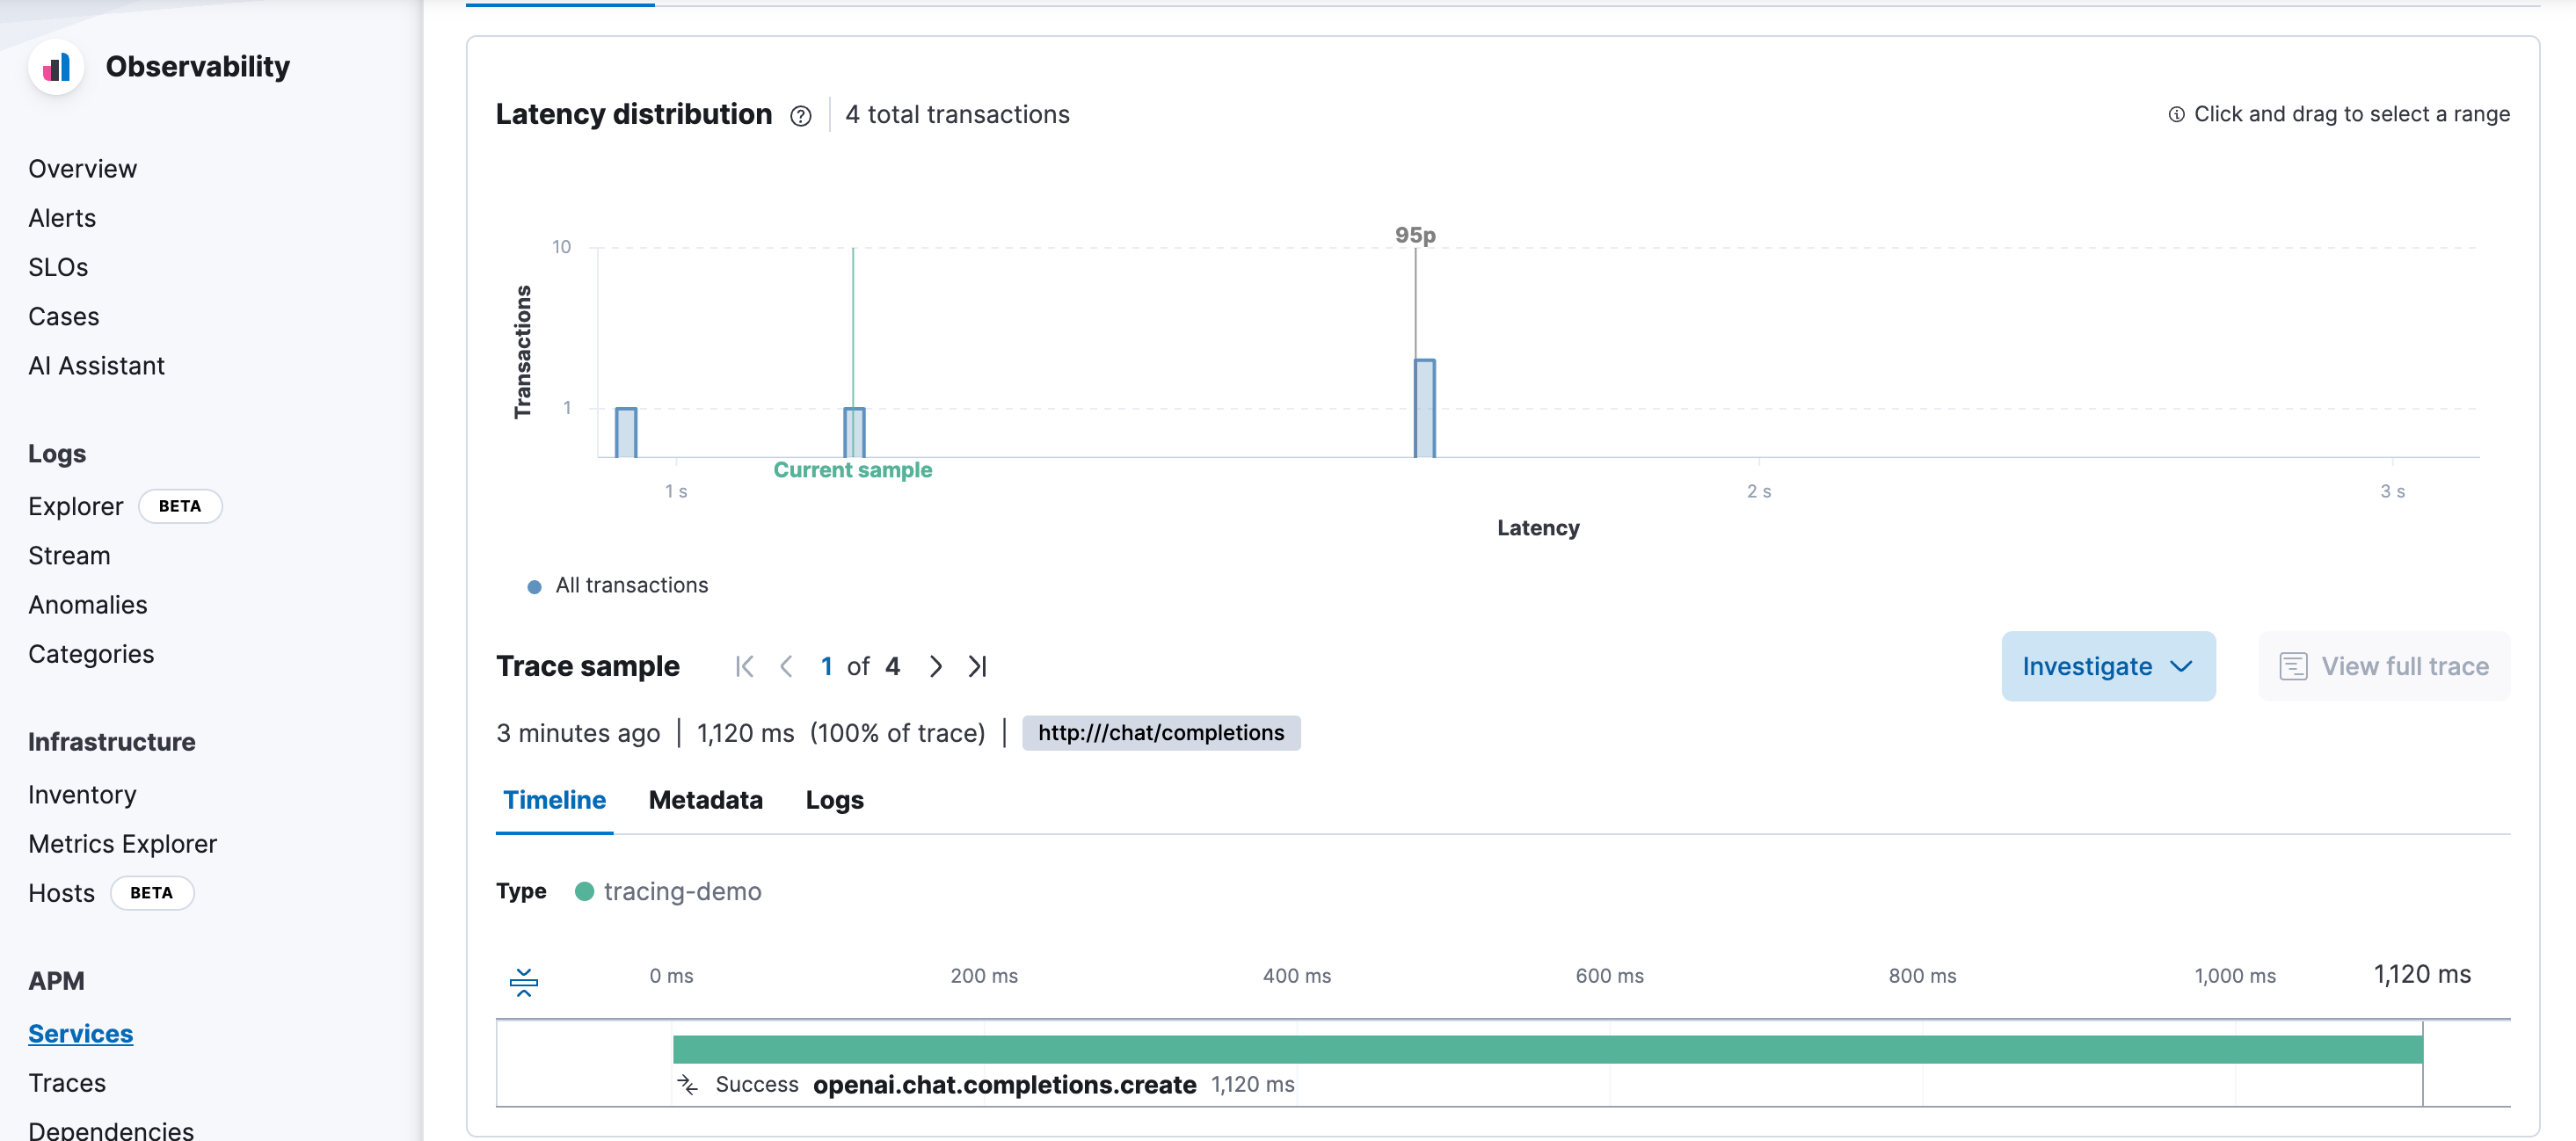 Observability
Overview
Alerts
SLOs
Cases
AI Assistant
Logs
Explorer BETA
Stream
Anomalies
Categories
Infrastructure
Inventory
Metrics Explorer
Hosts BETA
APM
Services
Traces
Dependencies
Latency distribution 4 total transactions
Click and drag to select a range
95p
10
Transactions
1
Current sample
1 s 2 s 3 s
Latency
All transactions
Trace sample 1 of 4
Investigate View full trace
3 minutes ago | 1,120 ms (100% of trace) | http:///chat/completions
Timeline Metadata Logs
Type tracing-demo
0 ms 200 ms 400 ms 600 ms 800 ms 1,000 ms 1,120 ms
Success openai.chat.completions.create 1,120 ms